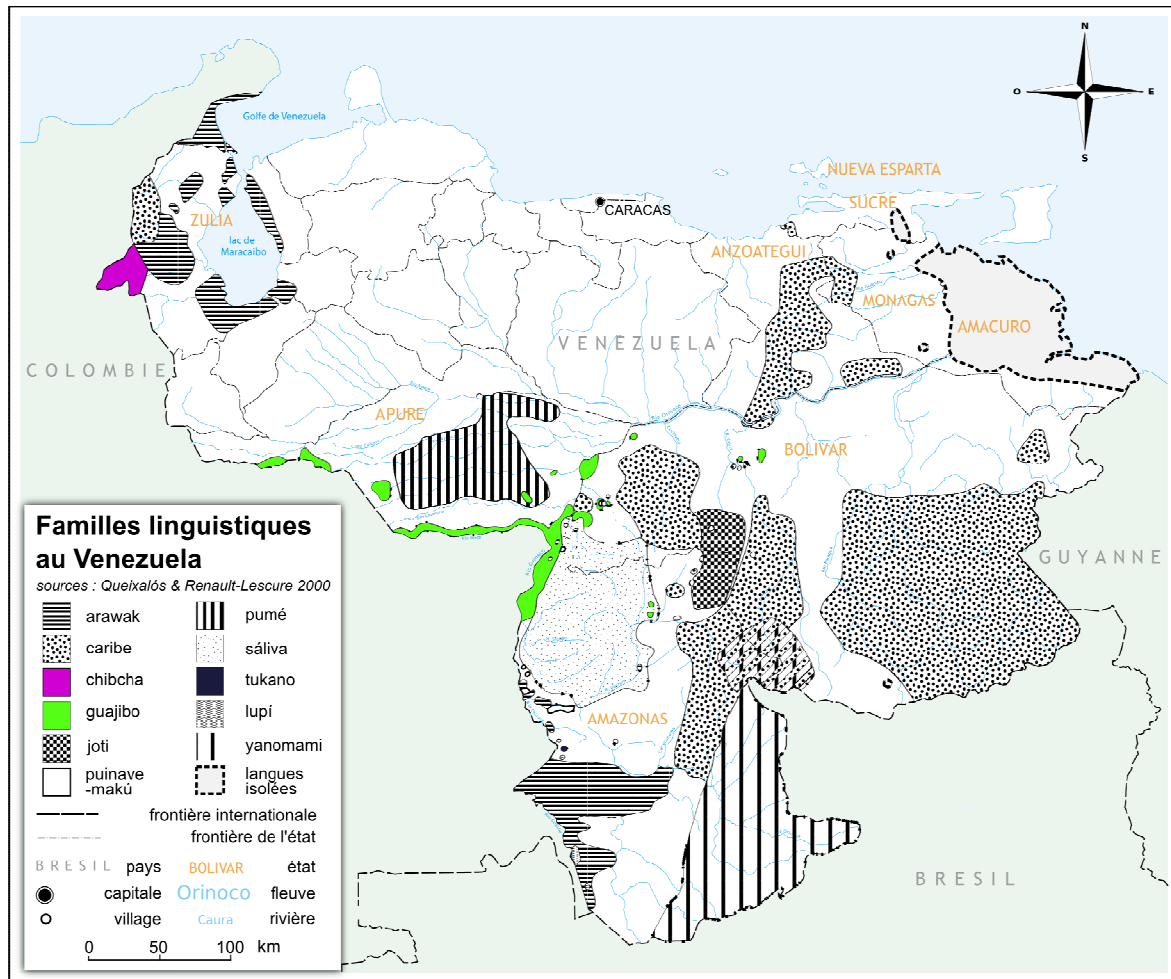 N
O
E
S
Golfe de Venezuela
NUEVA ESPARTA
SUCRE
CARACAS
ZULIA
lac de
Maracaibo
ANZOATEGUI
MONAGAS
AMACURO
VENEZUELA
COLOMBIE
APURE
BOLIVAR
GUYANNE
AMAZONAS
BRESIL
Familles linguistiques
au Venezuela
sources : Queixalós & Renault-Lescure 2000
arawak
pumé
caribe
sáliva
chibcha
tukano
guajibo
lupí
joti
yanomami
puinave
-makú
langues
isolées
frontière internationale
frontière de l'état
BRESIL pays BOLIVAR état
capitale Orinoco fleuve
village Caura rivière
0 50 100 km